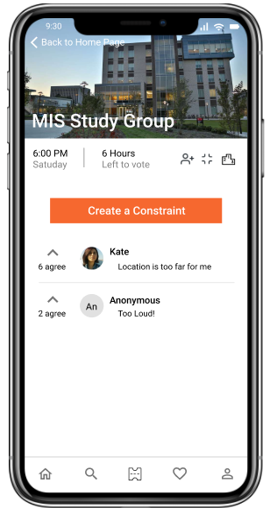 9:30
Back to Home Page
MIS Study Group
6:00 PM
Satuday
6 Hours
Left to vote
Create a Constraint
Kate
6 agree
Location is too far for me
Anonymous
An
2 agree
Too Loud!